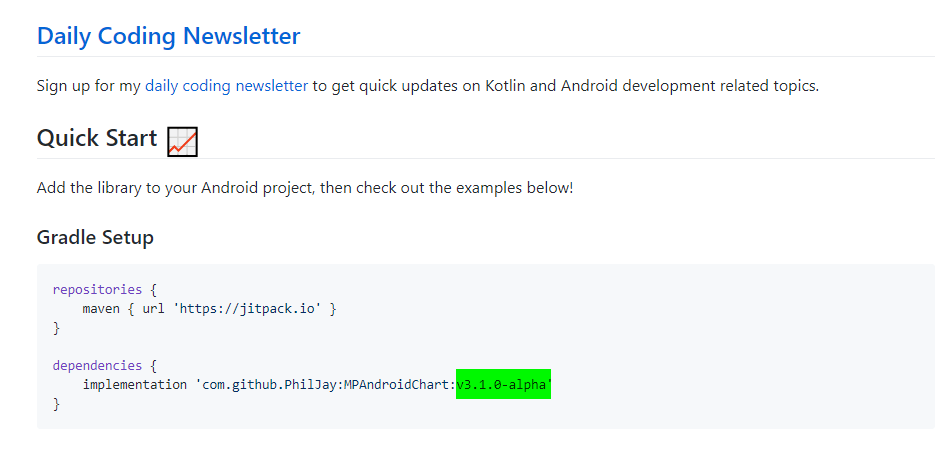 Daily Coding Newsletter
Sign up for my daily coding newsletter to get quick updates on Kotlin and Android development related topics.
Quick Start
Add the library to your Android project, then check out the examples below!
Gradle Setup
repositories {
    maven { url 'https://jitpack.io' }
}
dependencies {
    implementation 'com.github.PhilJay:MPAndroidChart:v3.1.0-alpha'
}